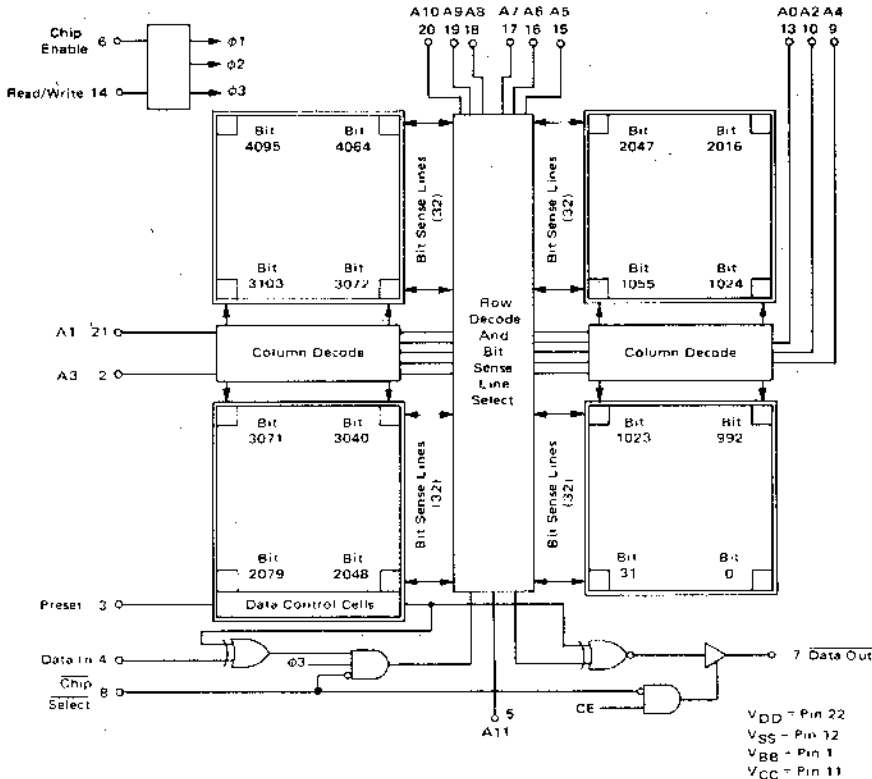 Chip Enable 6
ϕ1
ϕ2
Read/Write 14
ϕ3
A10 A9 A8 A7 A6 A5
20 19 18 17 16 15
A0 A2 A4
13 10 9
Bit 4095
Bit 4064
Bit 3103
Bit 3072
Bit Sense Lines (32)
Bit Sense Lines (32)
Bit 2047
Bit 2016
Bit 1055
Bit 1024
A1 21
A3 2
Column Decode
Row Decode And Bit Sense Line Select
Column Decode
Bit 3071
Bit 3040
Bit 2079
Bit 2048
Bit Sense Lines (32)
Bit Sense Lines (32)
Bit 1023
Bit 992
Bit 31
Bit 0
Preset 3
Data Control Cells
Data In 4
ϕ3
7 Data Out
Chip Select 8
CE
5
A11
VDD = Pin 22
VSS = Pin 12
VBB = Pin 1
VCC = Pin 11